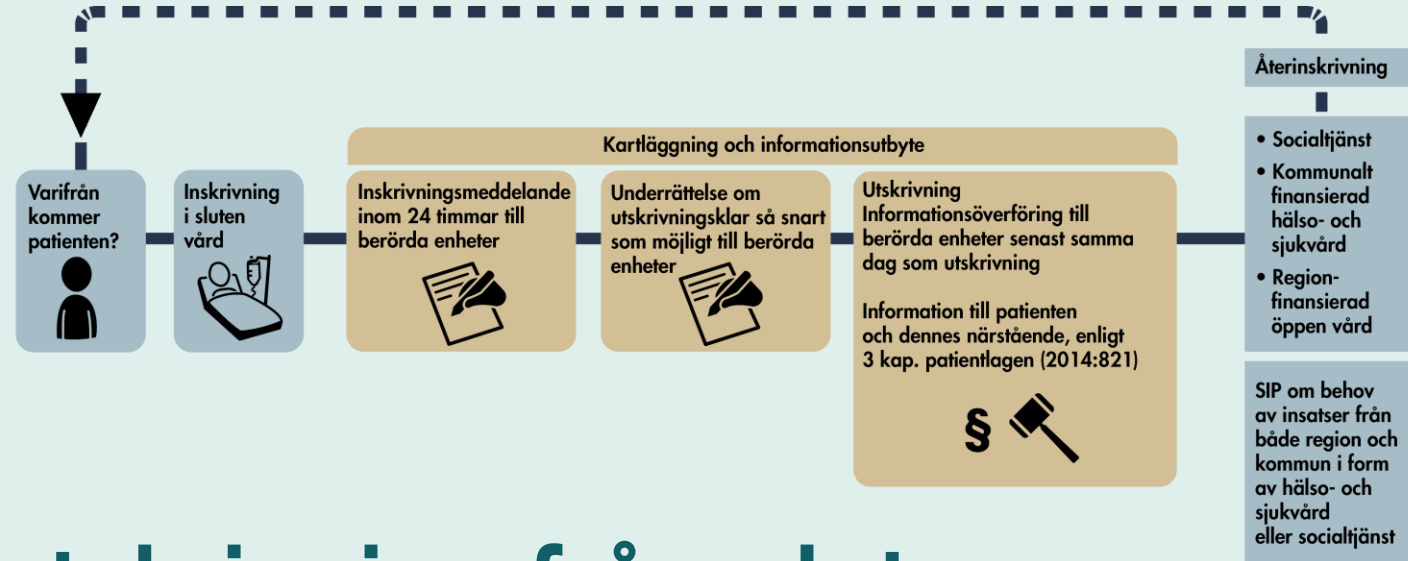 Återinskrivning
Kartläggning och informationsutbyte
Varifrån
kommer
patienten?
Inskrivning
i sluten
vård
Inskrivningsmeddelande
inom 24 timmar till
berörda enheter
Underrättelse om
utskrivningsklar så snart
som möjligt till berörda
enheter
Utskrivning
Informationsöverföring till
berörda enheter senast samma
dag som utskrivning
Information till patienten
och dennes närstående, enligt
3 kap. patientlagen (2014:821)
§
• Socialtjänst
• Kommunalt
finansierad
hälso- och
sjukvård
• Region-
finansierad
öppen vård
SIP om behov
av insatser från
både region och
kommun i form
av hälso- och
sjukvård
eller socialtjänst